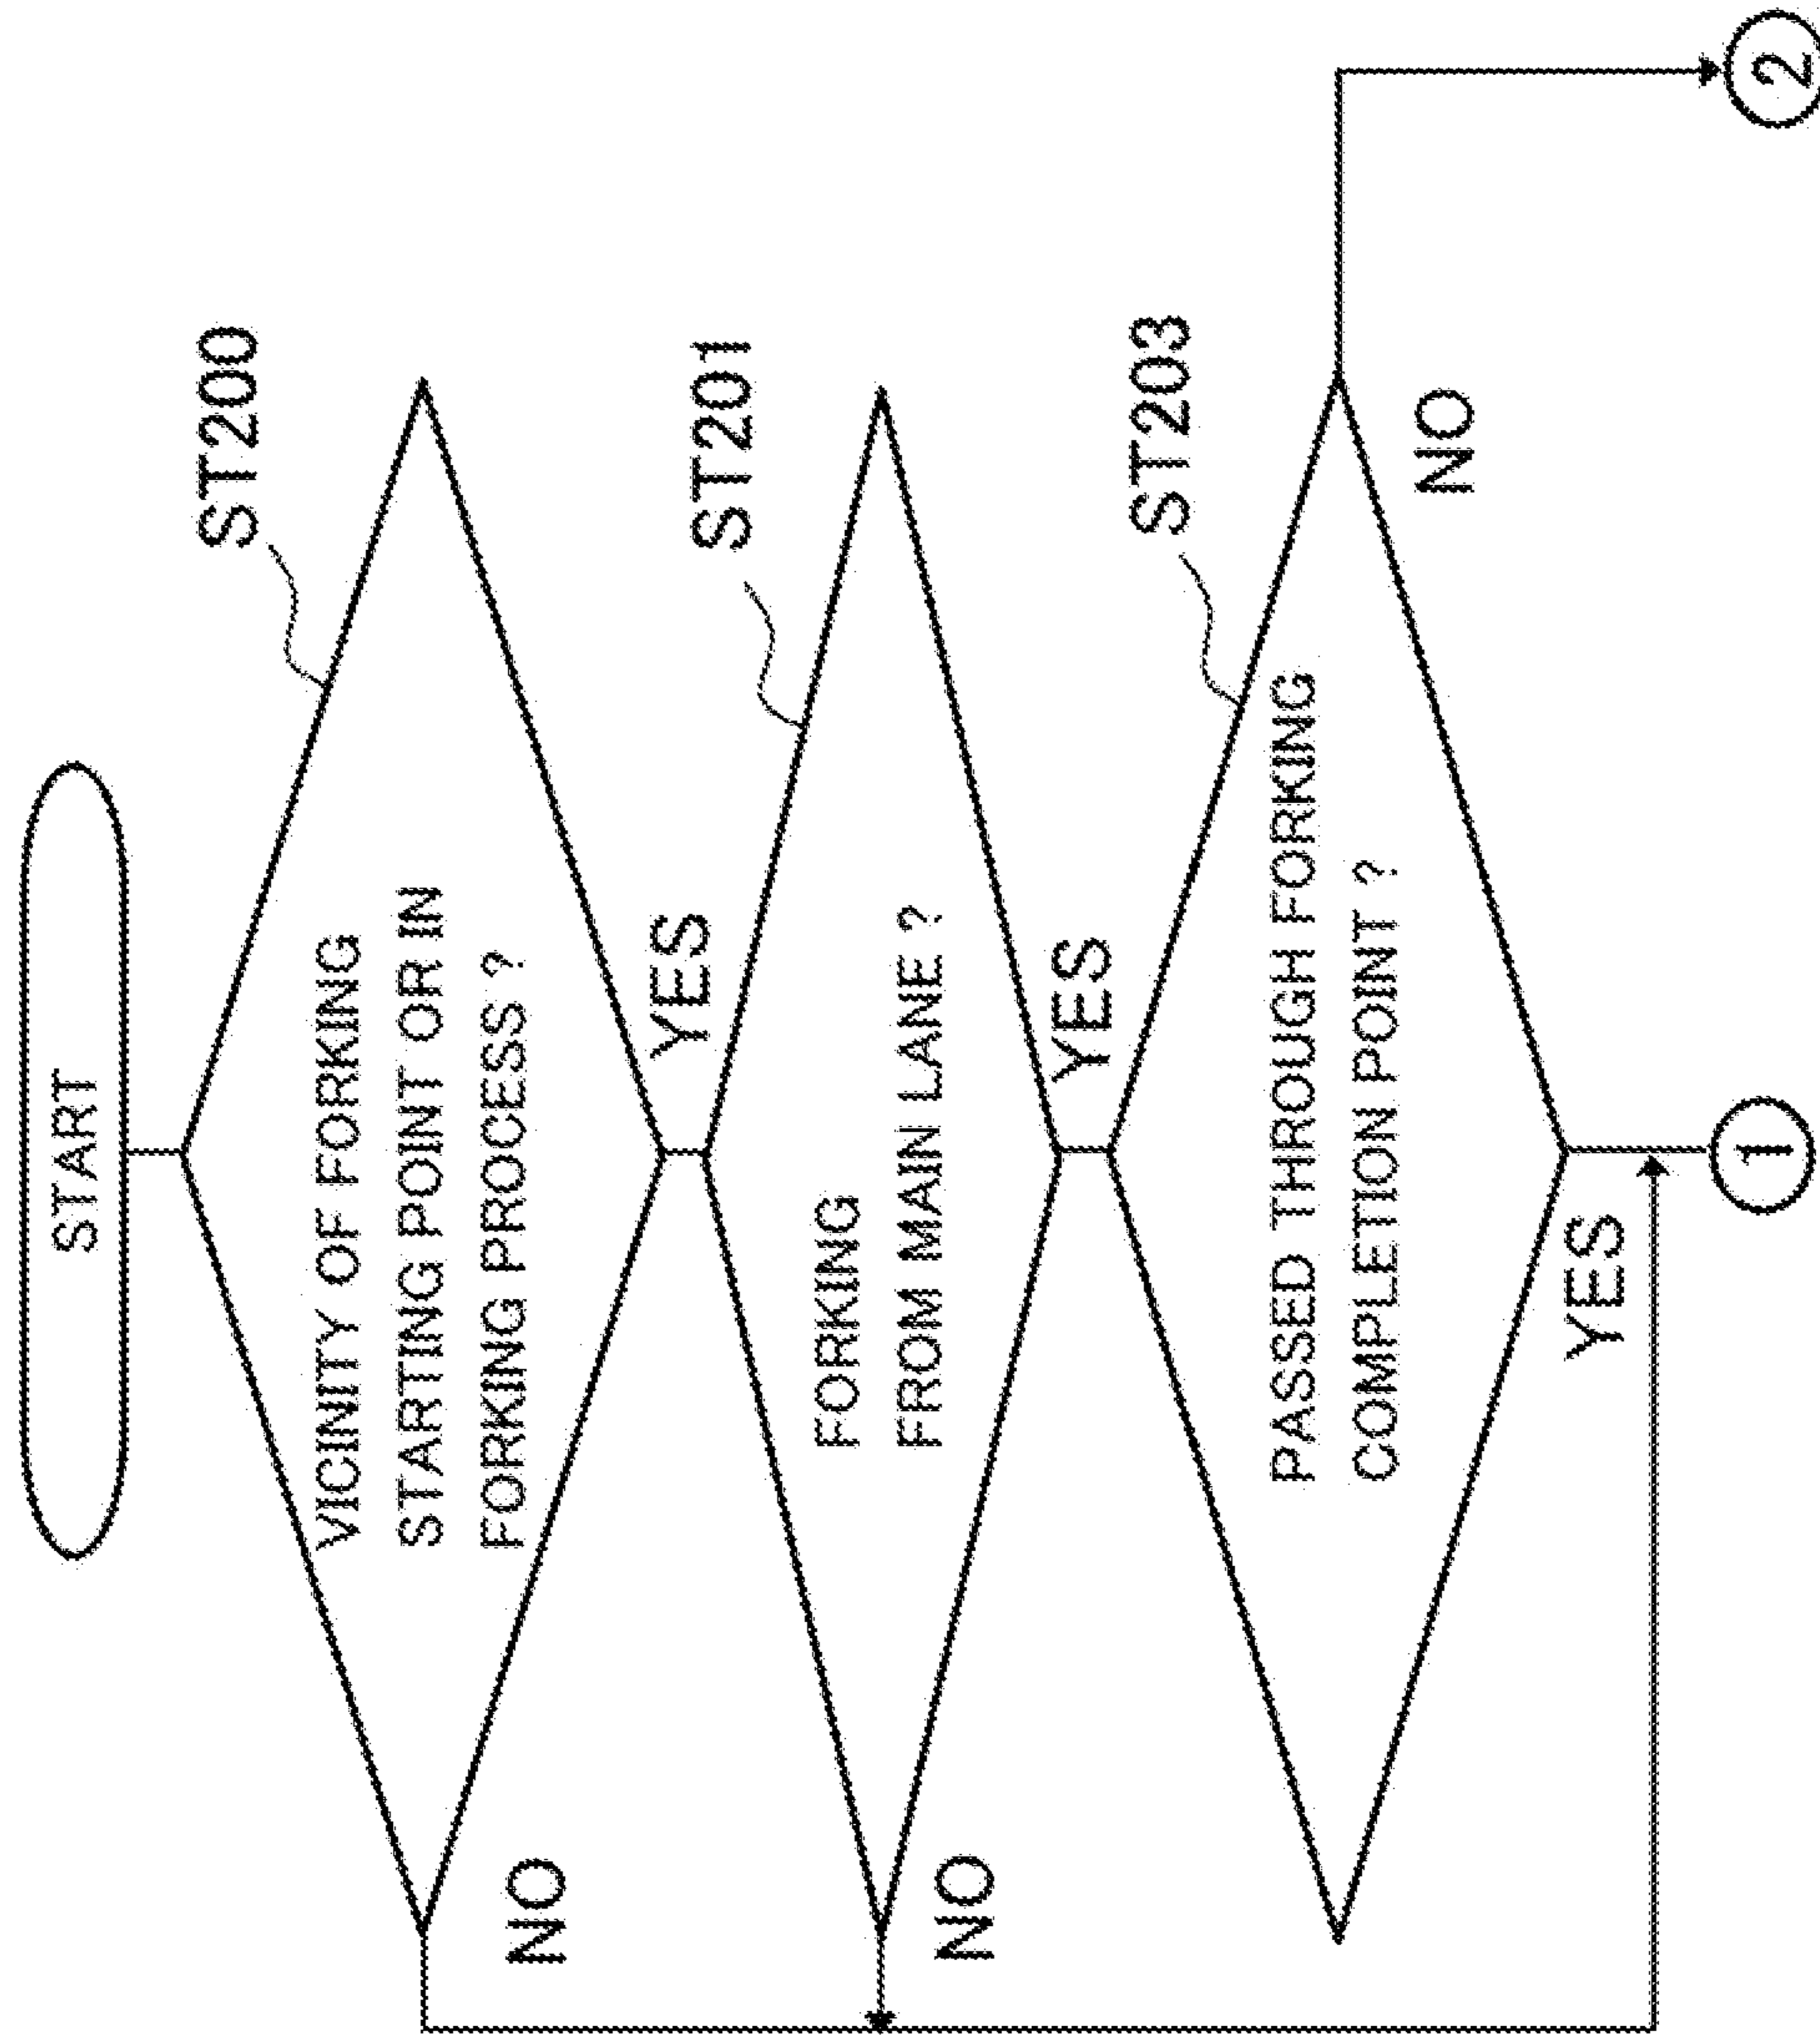 START
ST200
VICINITY OF FORKING
STARTING POINT OR IN
FORKING PROCESS ?
NO
YES
ST201
FORKING
FROM MAIN LANE ?
NO
YES
ST203
PASSED THROUGH FORKING
COMPLETION POINT ?
NO
YES
1
2